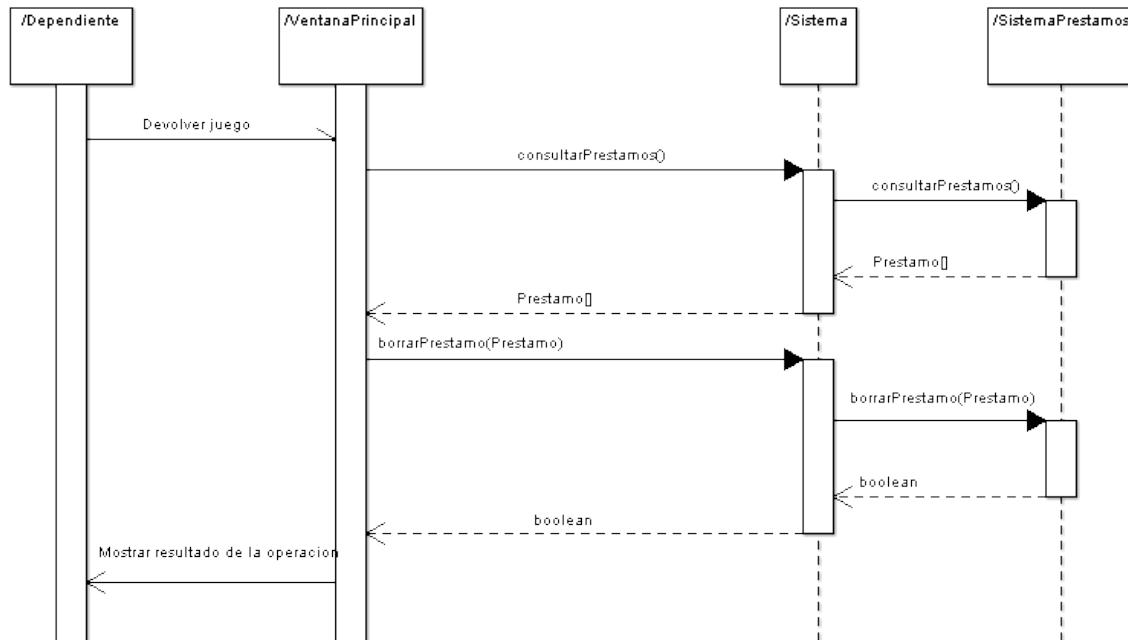 /Dependiente
/VentanaPrincipal
/Sistema
/SistemaPrestamos
Devolver juego
consultarPrestamos()
consultarPrestamos()
Prestamo[]
Prestamo[]
borrarPrestamo(Prestamo)
borrarPrestamo(Prestamo)
boolean
boolean
Mostrar resultado de la operacion